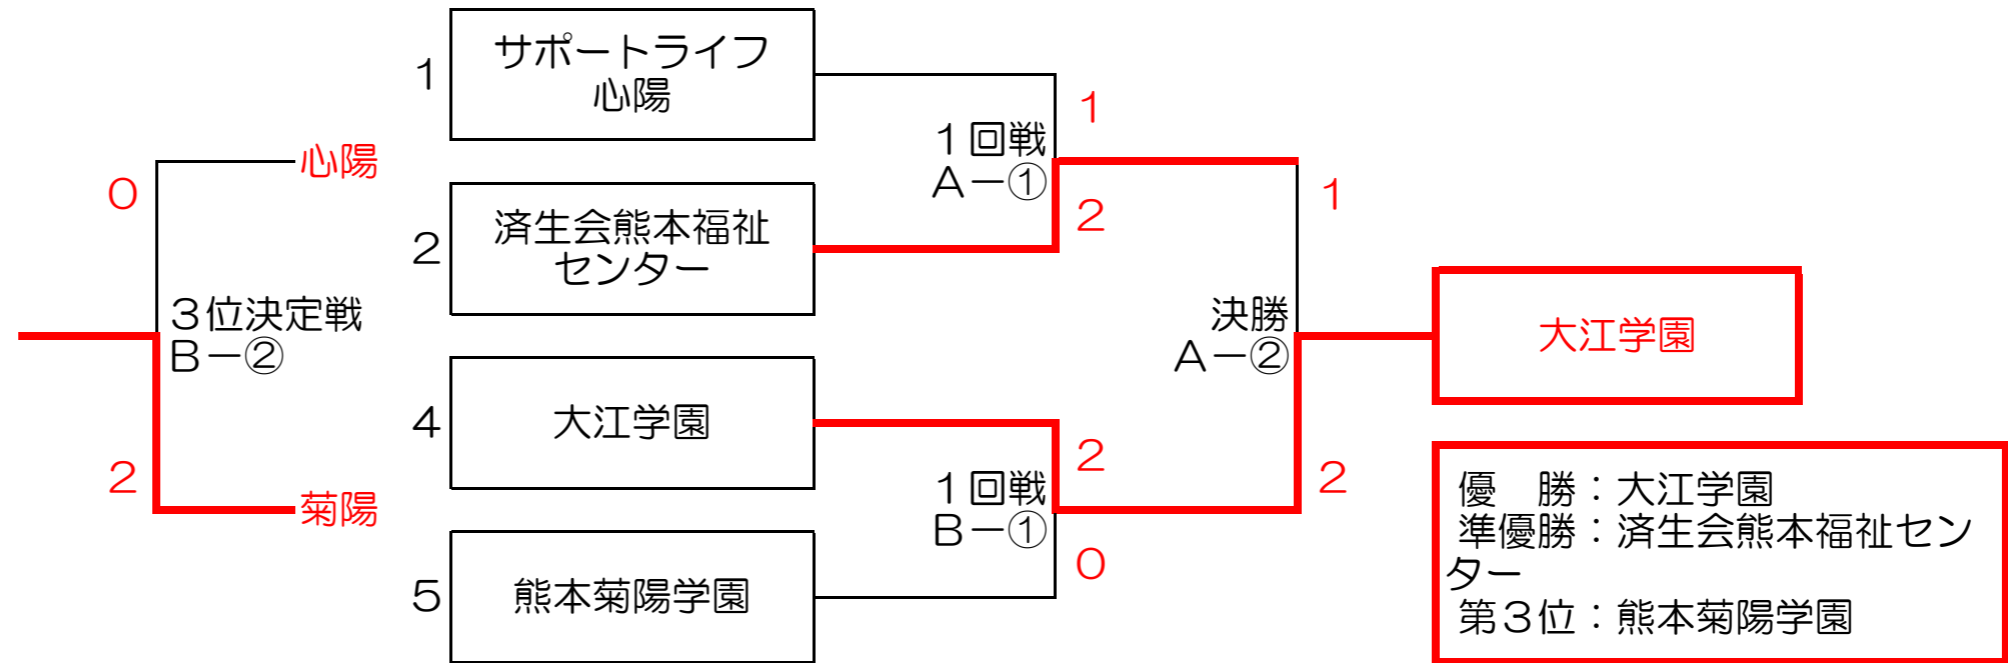 1
サポートライフ
心陽
2
済生会熊本福祉
センター
4
大江学園
5
熊本菊陽学園
1回戦
A－①
1
2
1回戦
B－①
2
0
決勝
A－②
1
2
大江学園
心陽
0
3位決定戦
B－②
2
菊陽
優　勝：大江学園
準優勝：済生会熊本福祉セン
ター
第3位：熊本菊陽学園